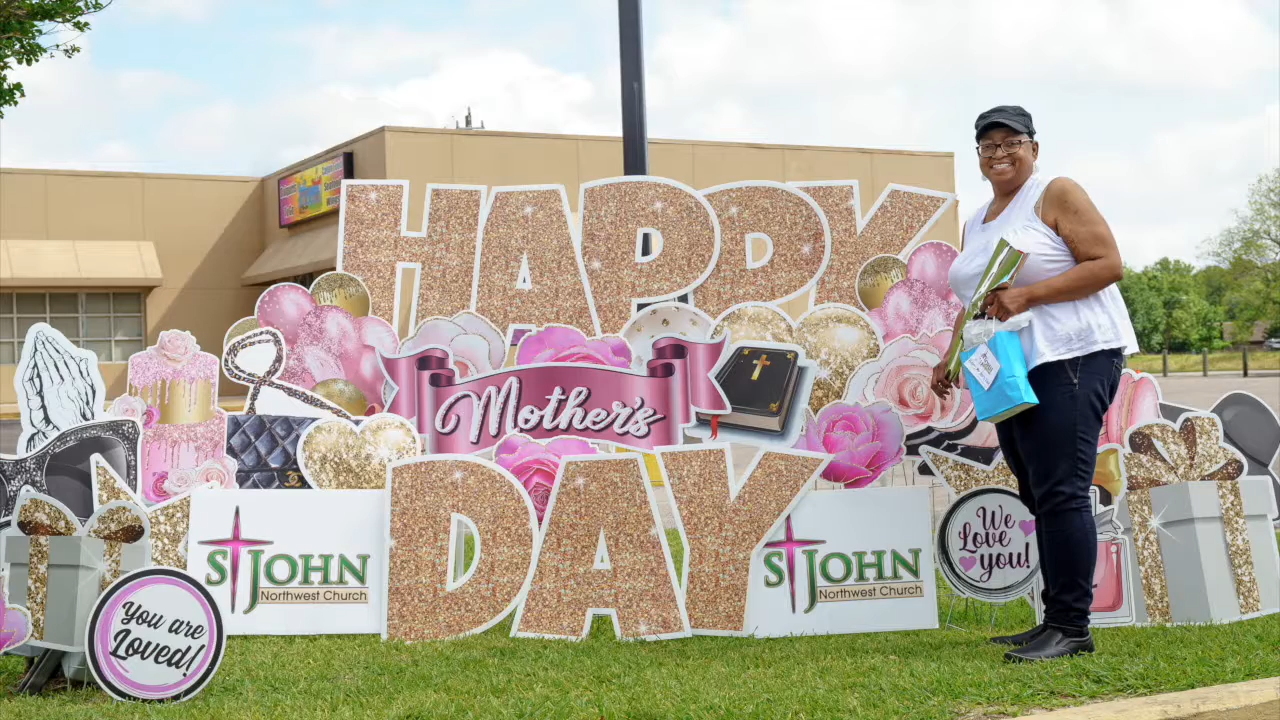 HAPPY
Mother's
DAY
ST JOHN
Northwest Church
ST JOHN
Northwest Church
You are
Loved!
We
Love
you!